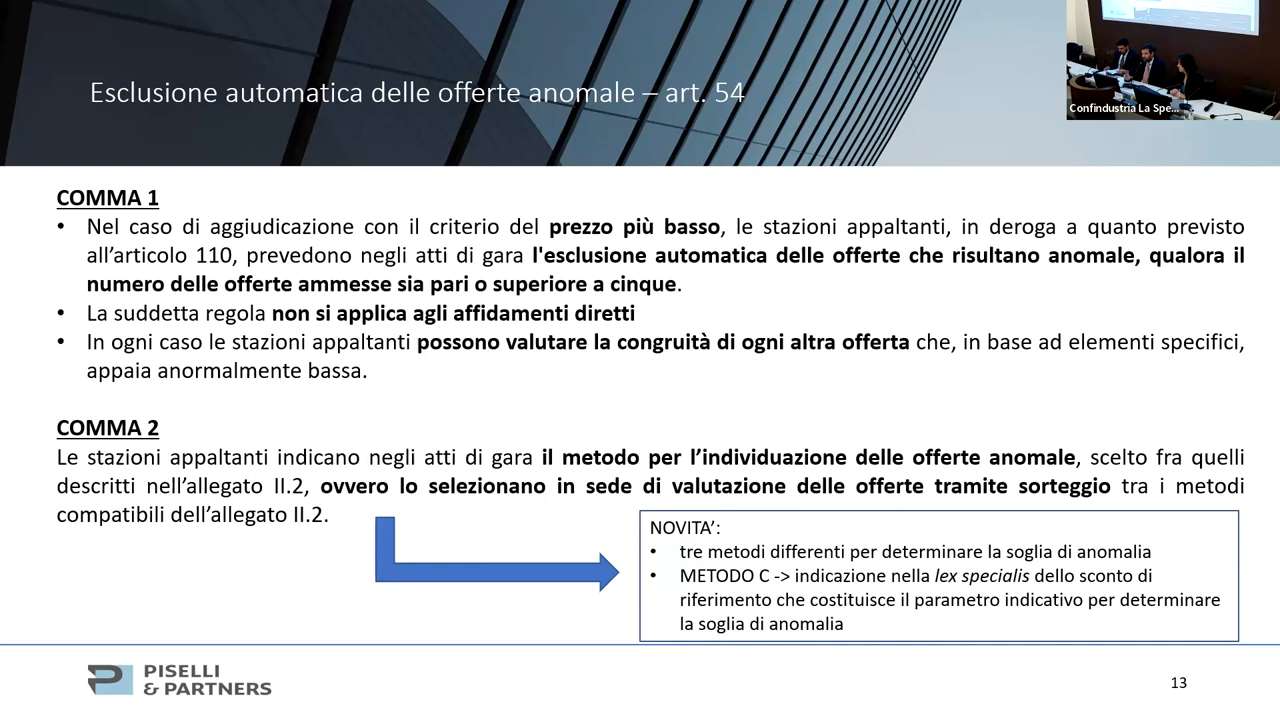 Esclusione automatica delle offerte anomale – art. 54
Confindustria La Spe...
COMMA 1
• Nel caso di aggiudicazione con il criterio del prezzo più basso, le stazioni appaltanti, in deroga a quanto previsto
all’articolo 110, prevedono negli atti di gara l'esclusione automatica delle offerte che risultano anomale, qualora il
numero delle offerte ammesse sia pari o superiore a cinque.
• La suddetta regola non si applica agli affidamenti diretti
• In ogni caso le stazioni appaltanti possono valutare la congruità di ogni altra offerta che, in base ad elementi specifici,
appaia anormalmente bassa.
COMMA 2
Le stazioni appaltanti indicano negli atti di gara il metodo per l’individuazione delle offerte anomale, scelto fra quelli
descritti nell’allegato II.2, ovvero lo selezionano in sede di valutazione delle offerte tramite sorteggio tra i metodi
compatibili dell’allegato II.2.
NOVITA’:
• tre metodi differenti per determinare la soglia di anomalia
• METODO C -> indicazione nella lex specialis dello sconto di
riferimento che costituisce il parametro indicativo per determinare
la soglia di anomalia
PISELLI
& PARTNERS
13